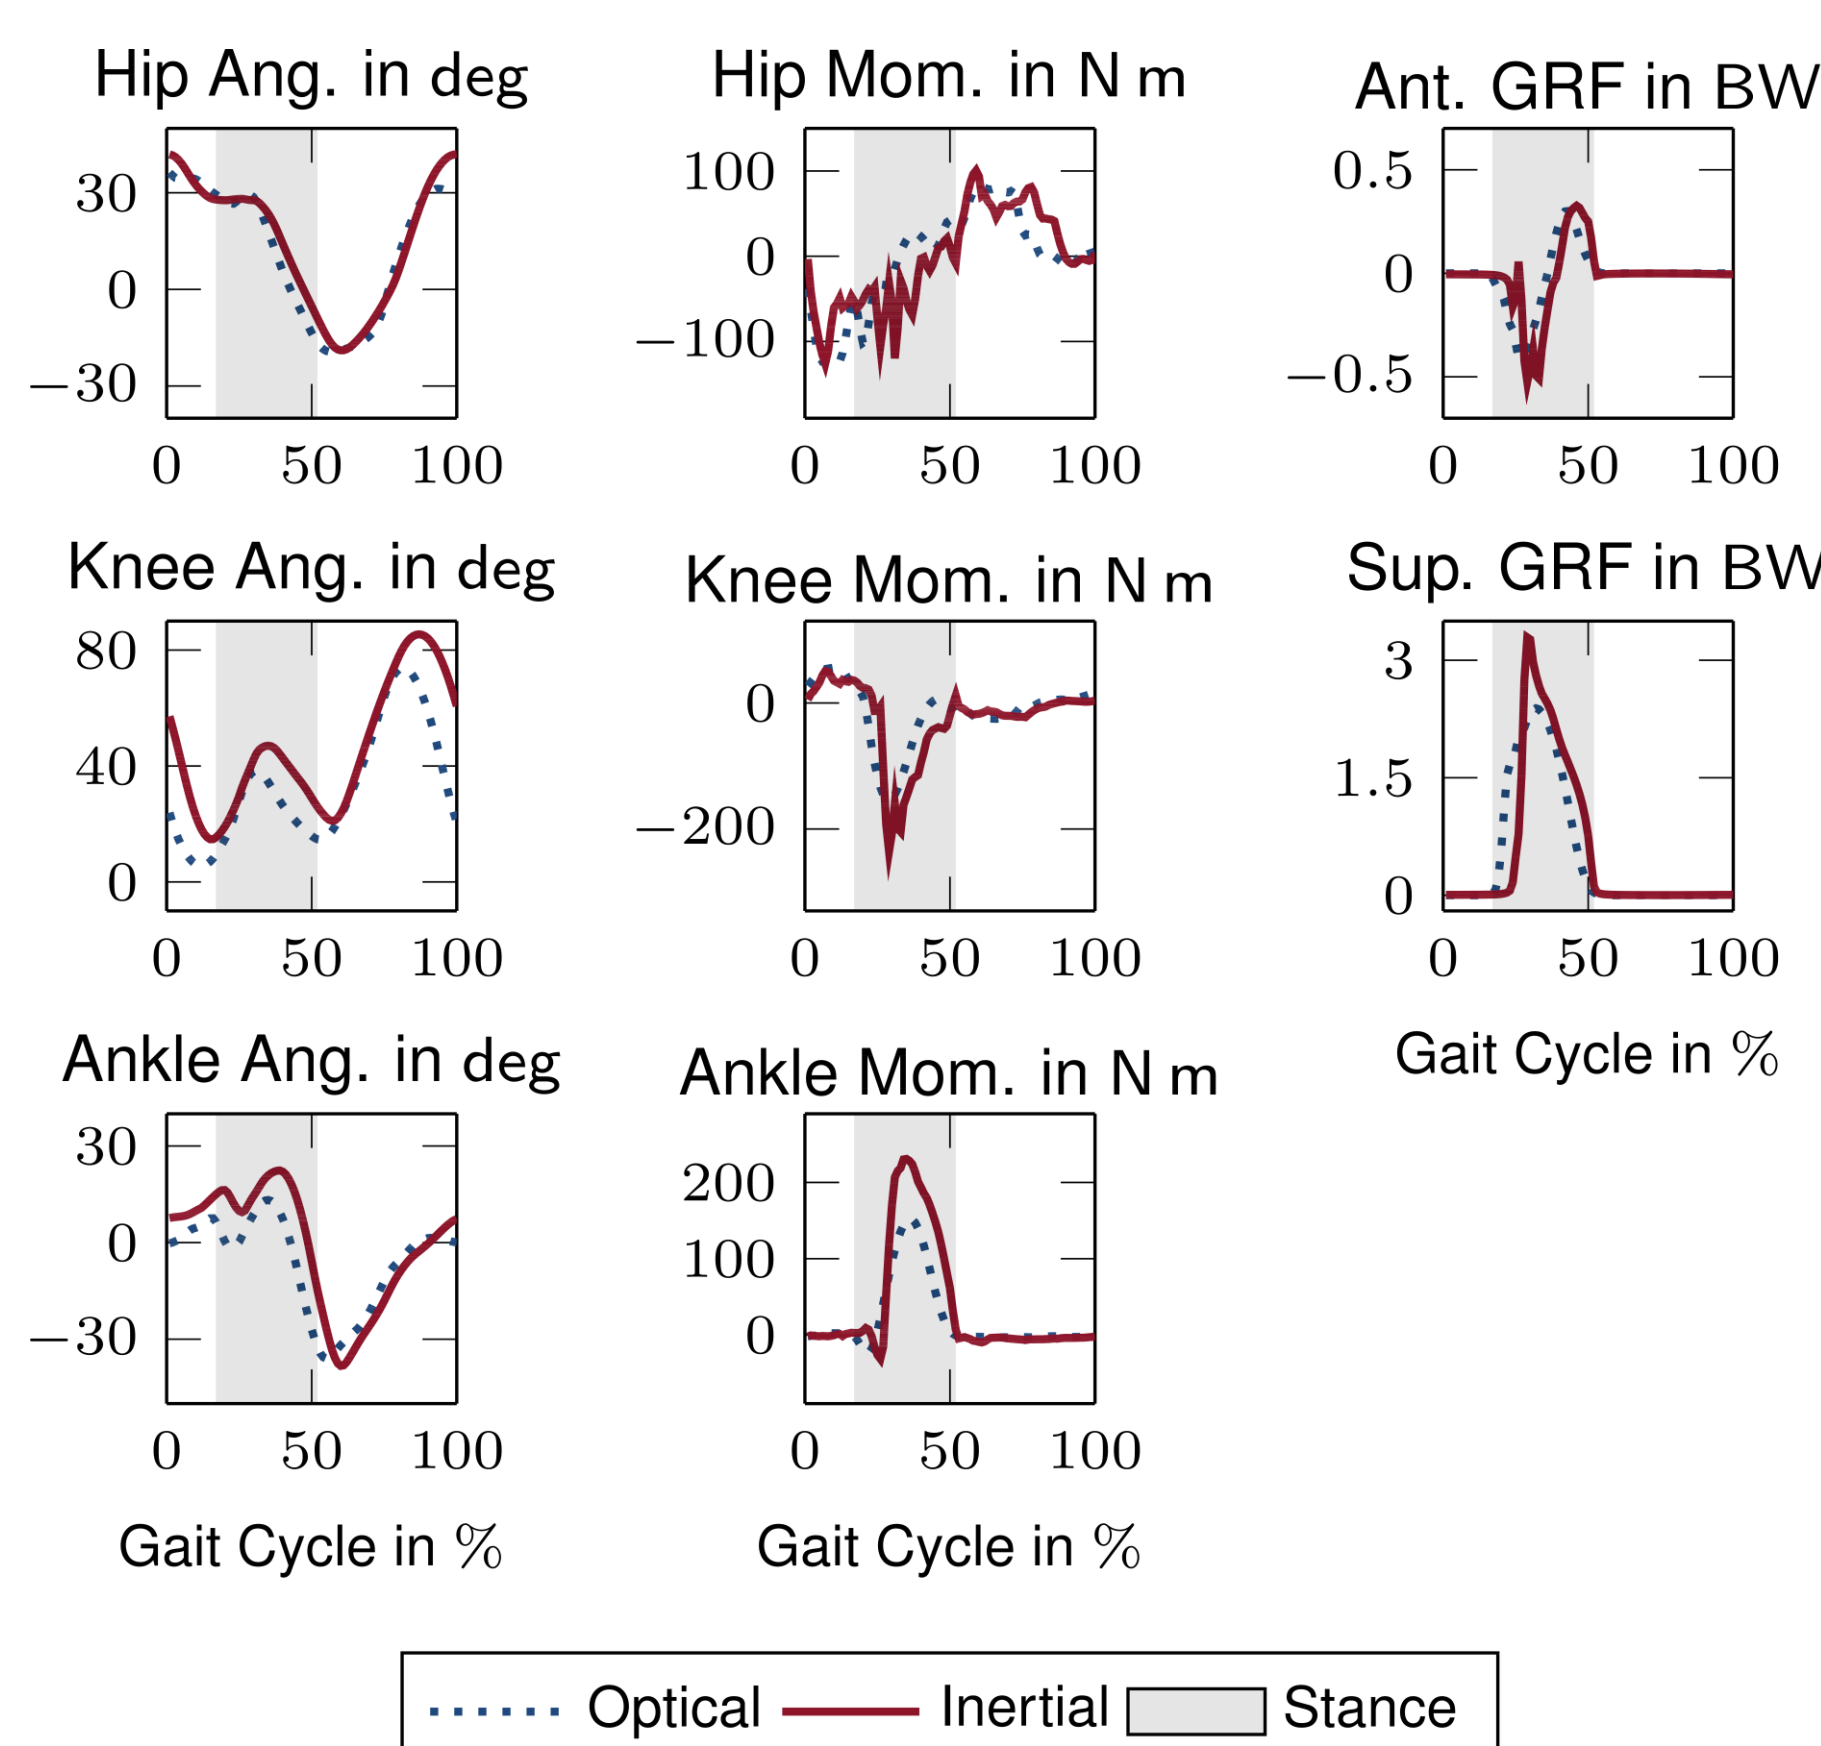 Hip Ang. in deg
30
0
−30
0 50 100
Hip Mom. in N m
100
0
−100
0 50 100
Ant. GRF in BW
0.5
0
−0.5
0 50 100
Knee Ang. in deg
80
40
0
0 50 100
Knee Mom. in N m
0
−200
0 50 100
Sup. GRF in BW
3
1.5
0
0 50 100
Gait Cycle in %
Ankle Ang. in deg
30
0
−30
0 50 100
Gait Cycle in %
Ankle Mom. in N m
200
100
0
0 50 100
Gait Cycle in %
Optical Inertial Stance